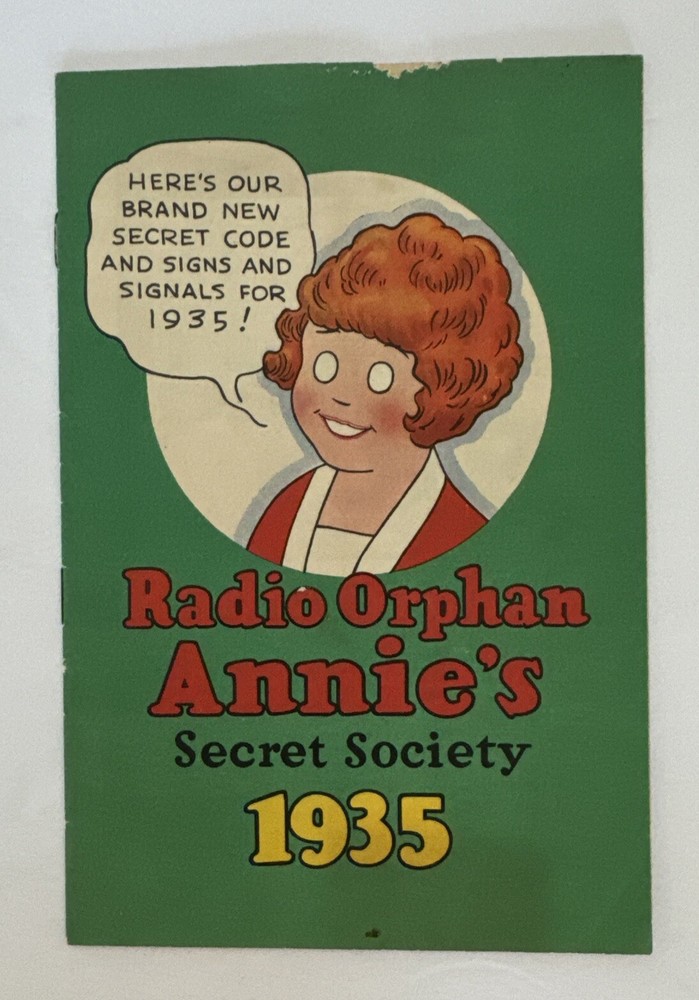 HERE'S OUR
BRAND NEW
SECRET CODE
AND SIGNS AND
SIGNALS FOR
1935!
Radio Orphan
Annie's
Secret Society
1935